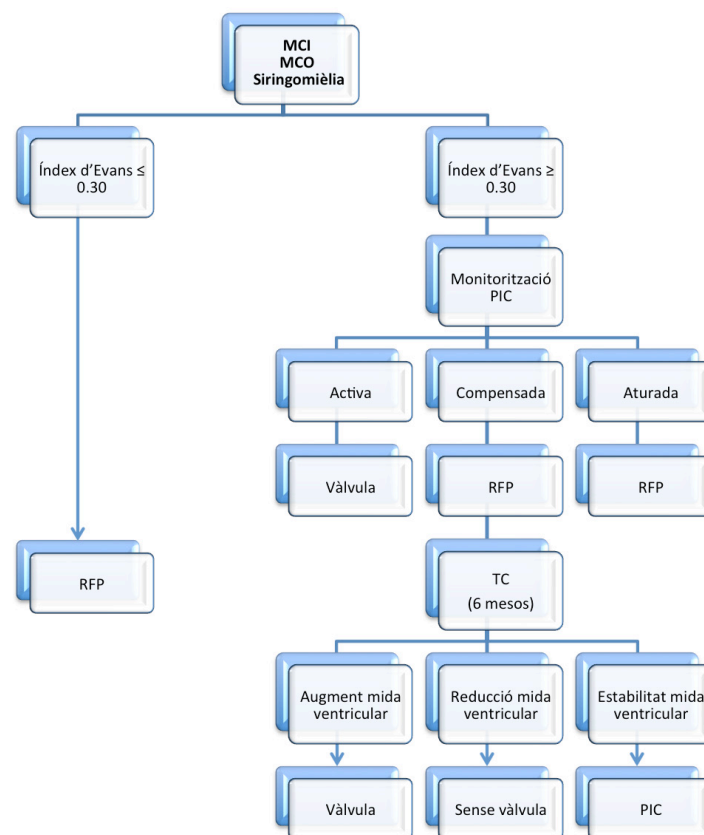 MCI
MCO
Siringomièlia
Índex d’Evans ≤
0.30
Índex d’Evans ≥
0.30
Monitorització
PIC
Activa
Compensada
Aturada
Vàlvula
RFP
RFP
RFP
TC
(6 mesos)
Augment mida
ventricular
Reducció mida
ventricular
Estabilitat mida
ventricular
Vàlvula
Sense vàlvula
PIC